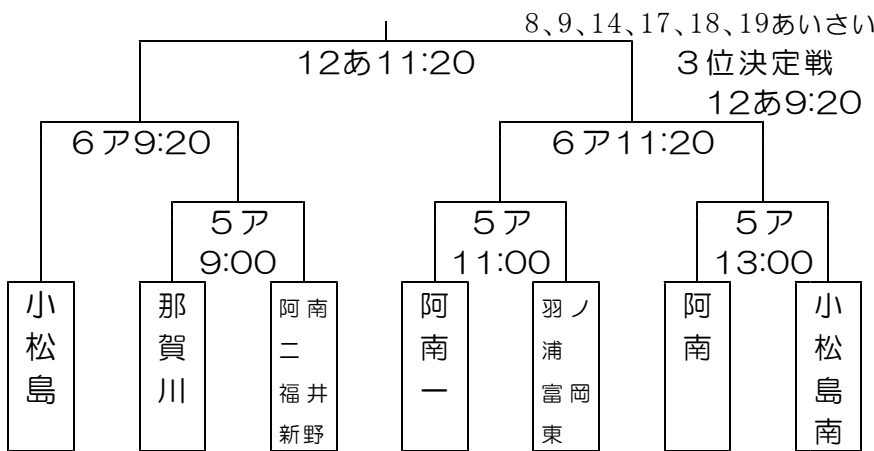 8、9、14、17、18、19あいさい
12あ11:20
3位決定戦
12あ9:20
6ア9:20
6ア11:20
5ア
9:00
5ア
11:00
5ア
13:00
小松島
那賀川
阿南二
福井
新野
阿南一
羽ノ浦
富岡東
阿南
小松島南